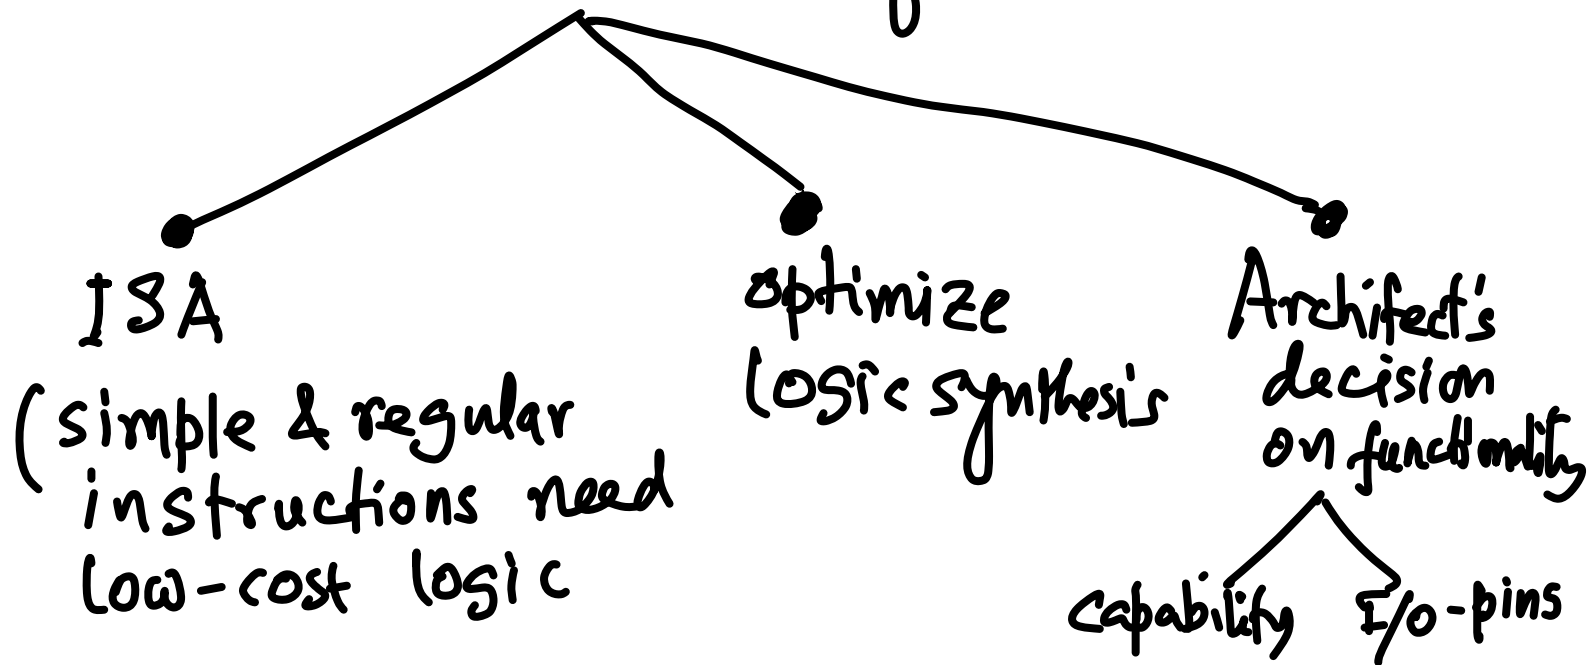 ISA
(simple & regular
instructions need
low-cost logic
optimize
logic synthesis
Architect's
decision
on functionality
capability
I/o-pins